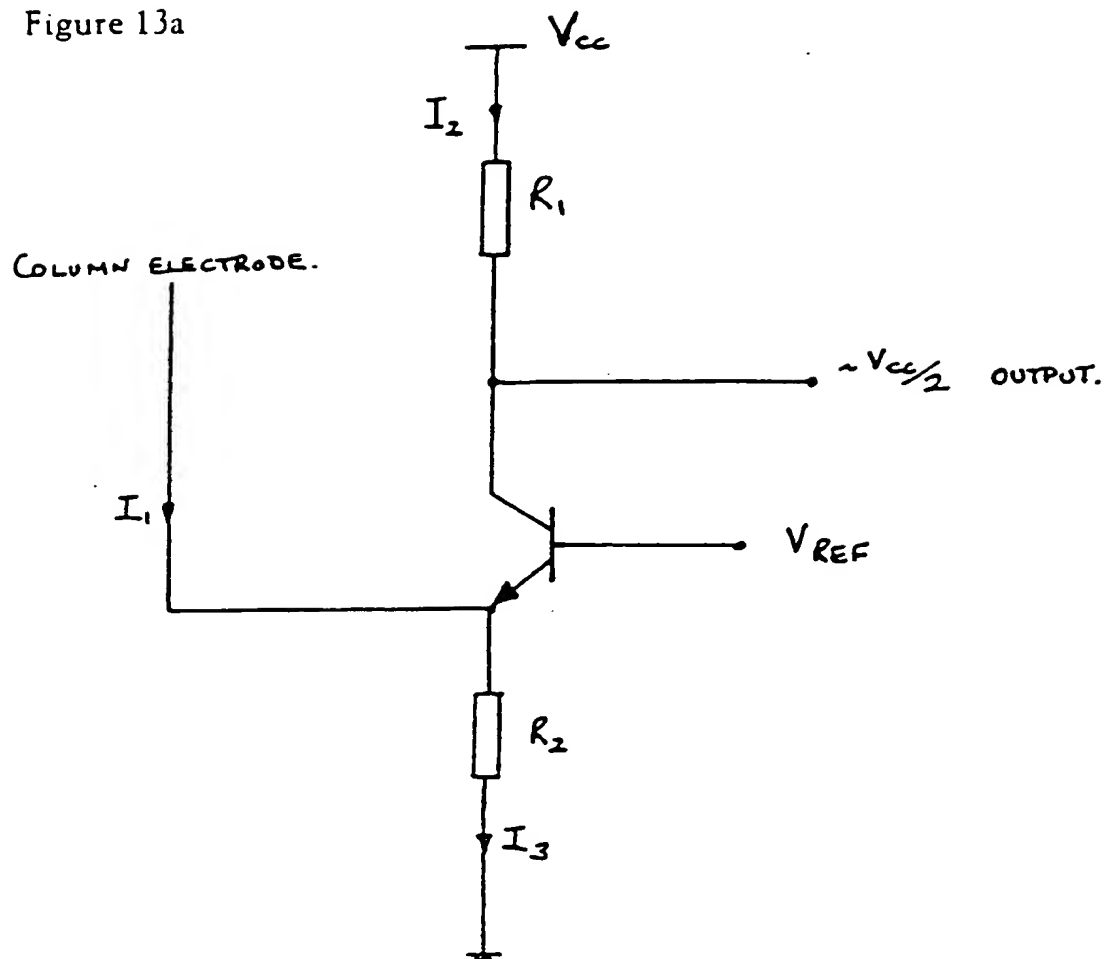 Figure 13a
Vcc
I2
R1
COLUMN ELECTRODE.
~Vcc/2 OUTPUT.
I1
VREF
R2
I3